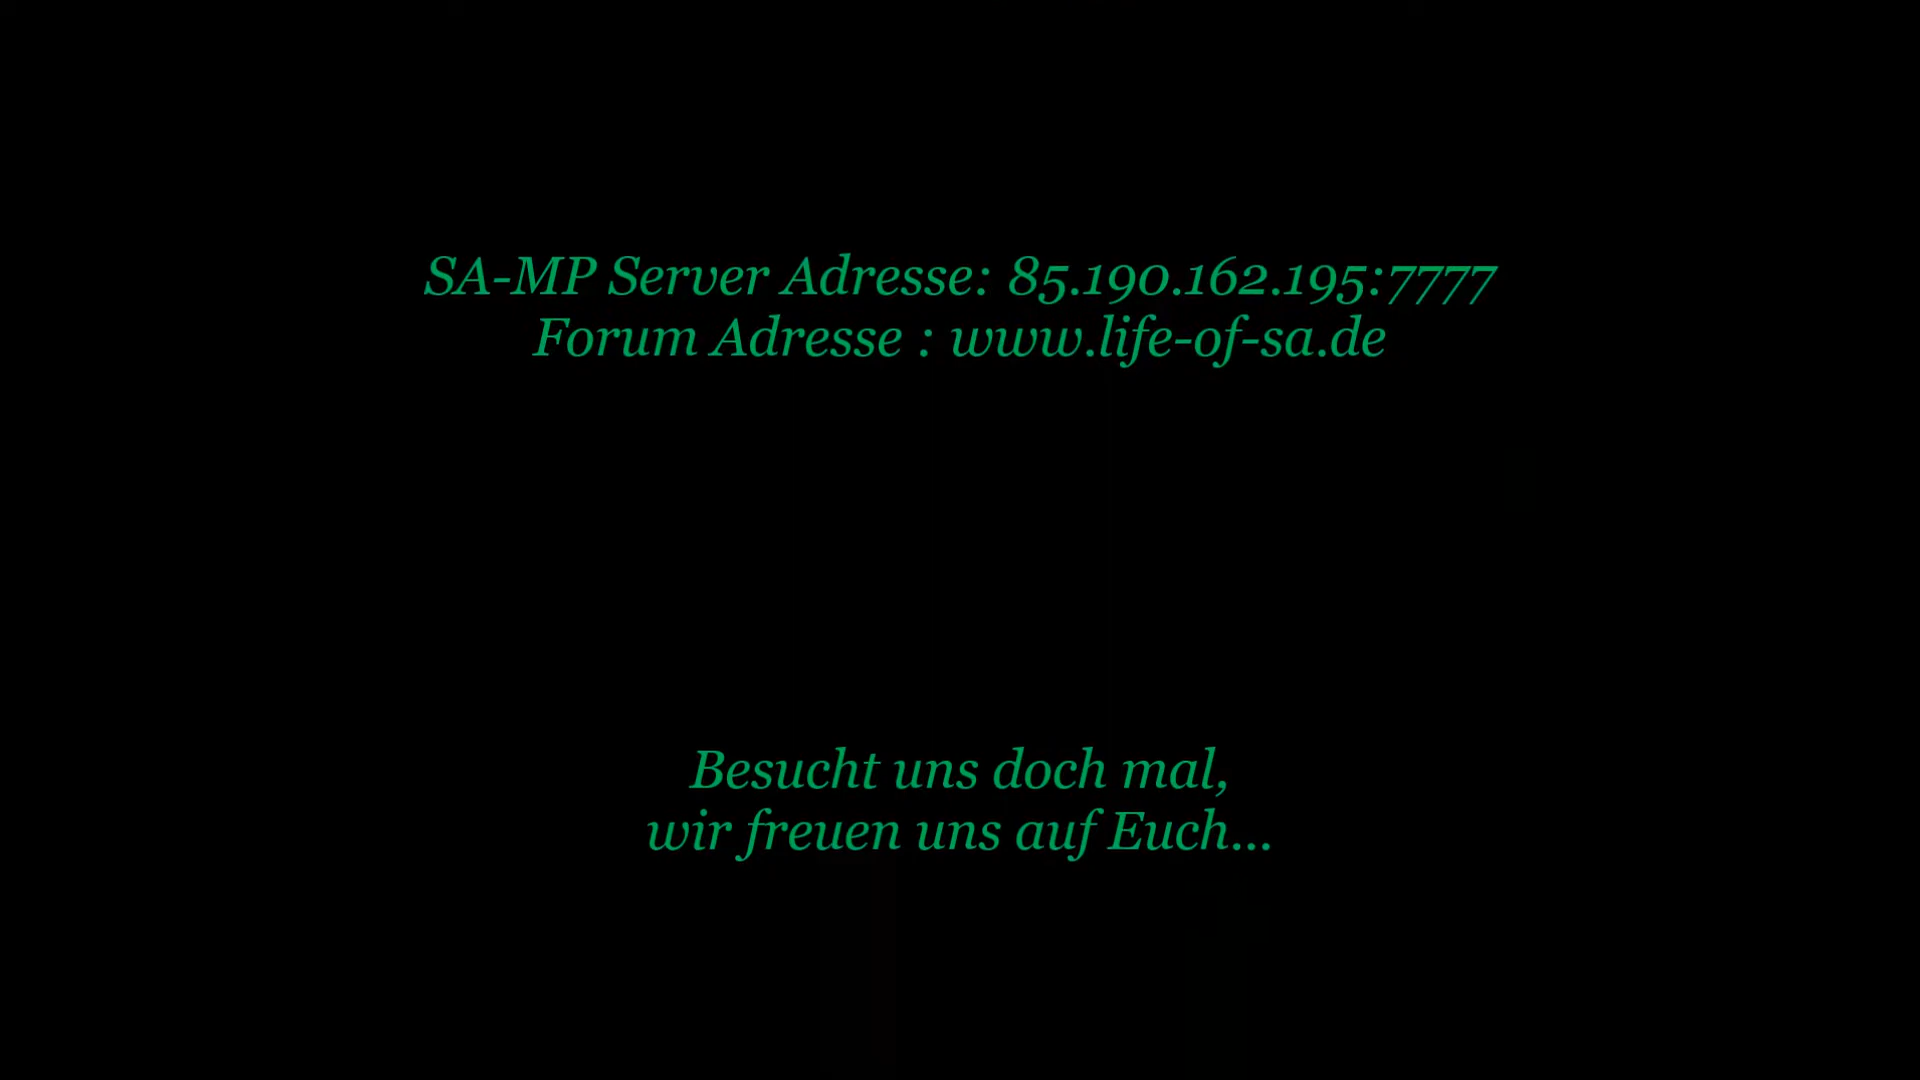 SA-MP Server Adresse: 85.190.162.195:7777
Forum Adresse : www.life-of-sa.de
Besucht uns doch mal,
wir freuen uns auf Euch...